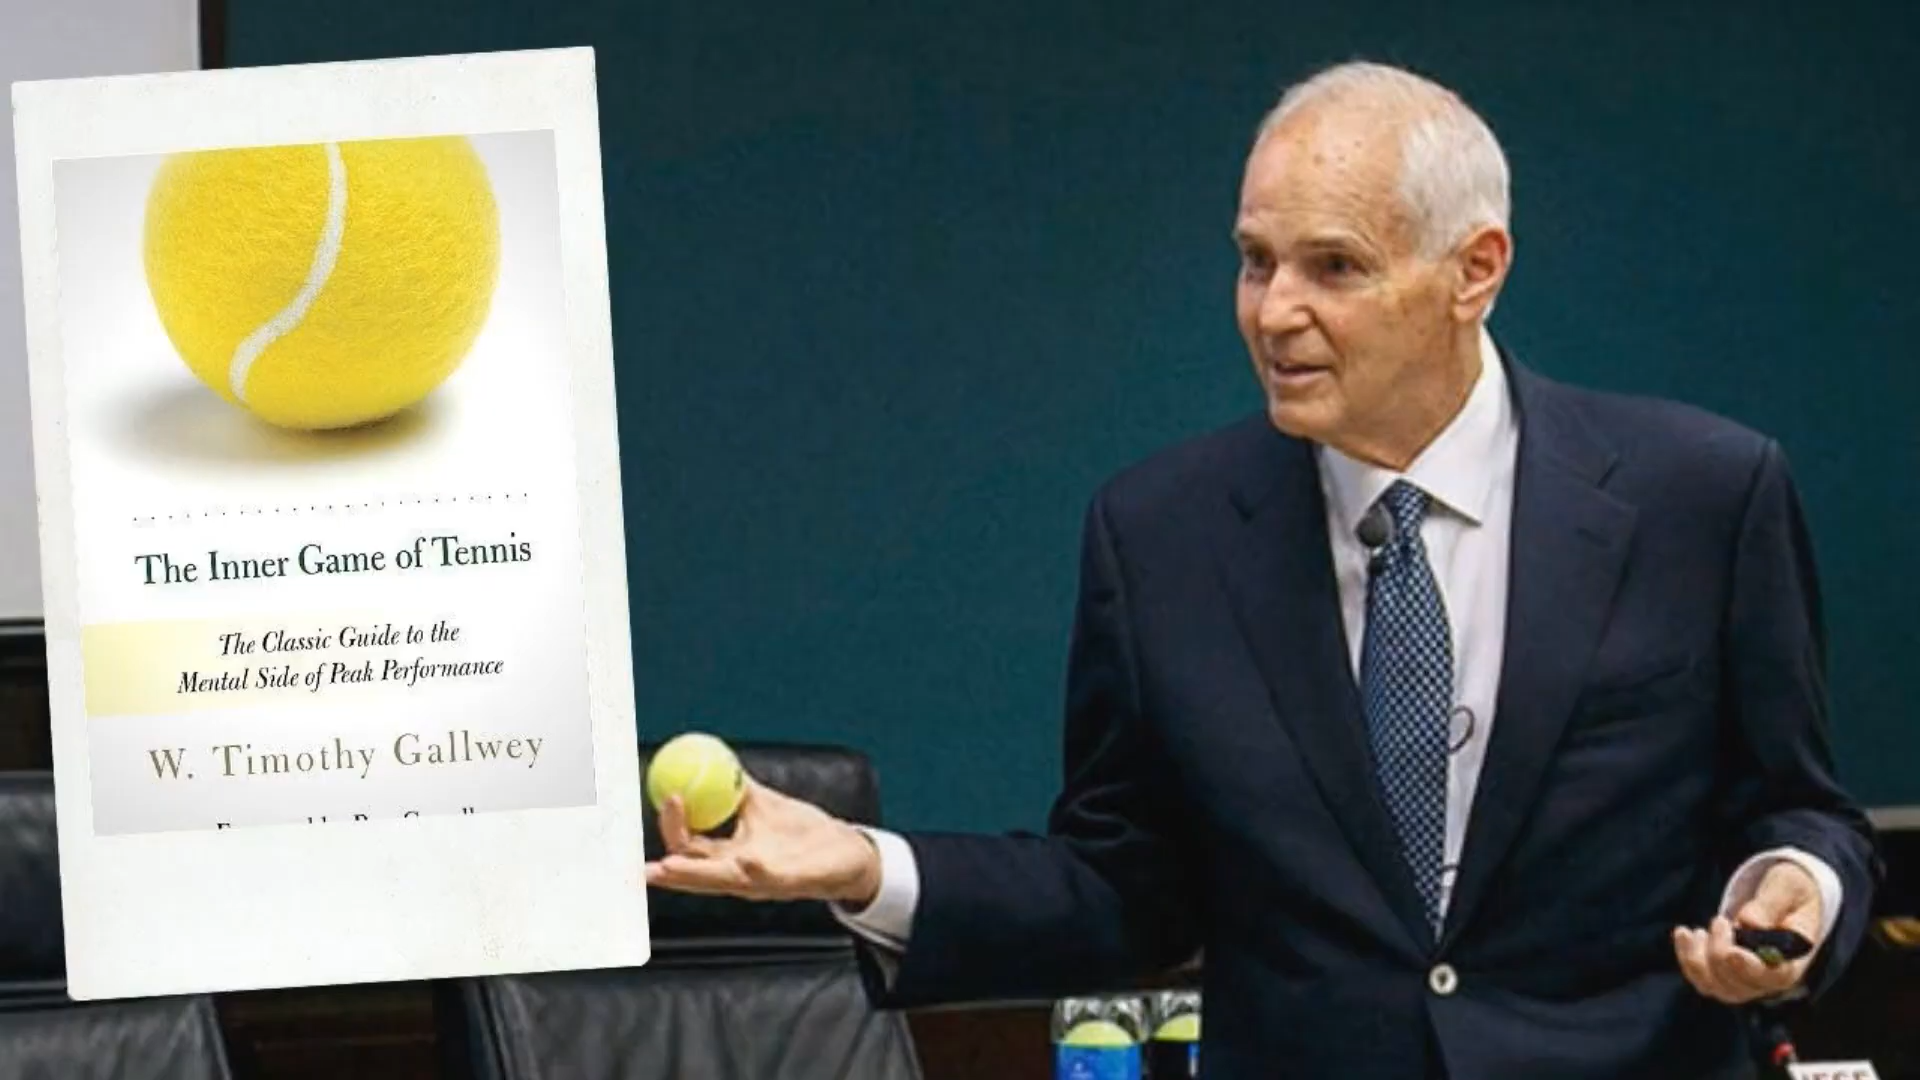 The Inner Game of Tennis
The Classic Guide to the
Mental Side of Peak Performance
W. Timothy Gallwey